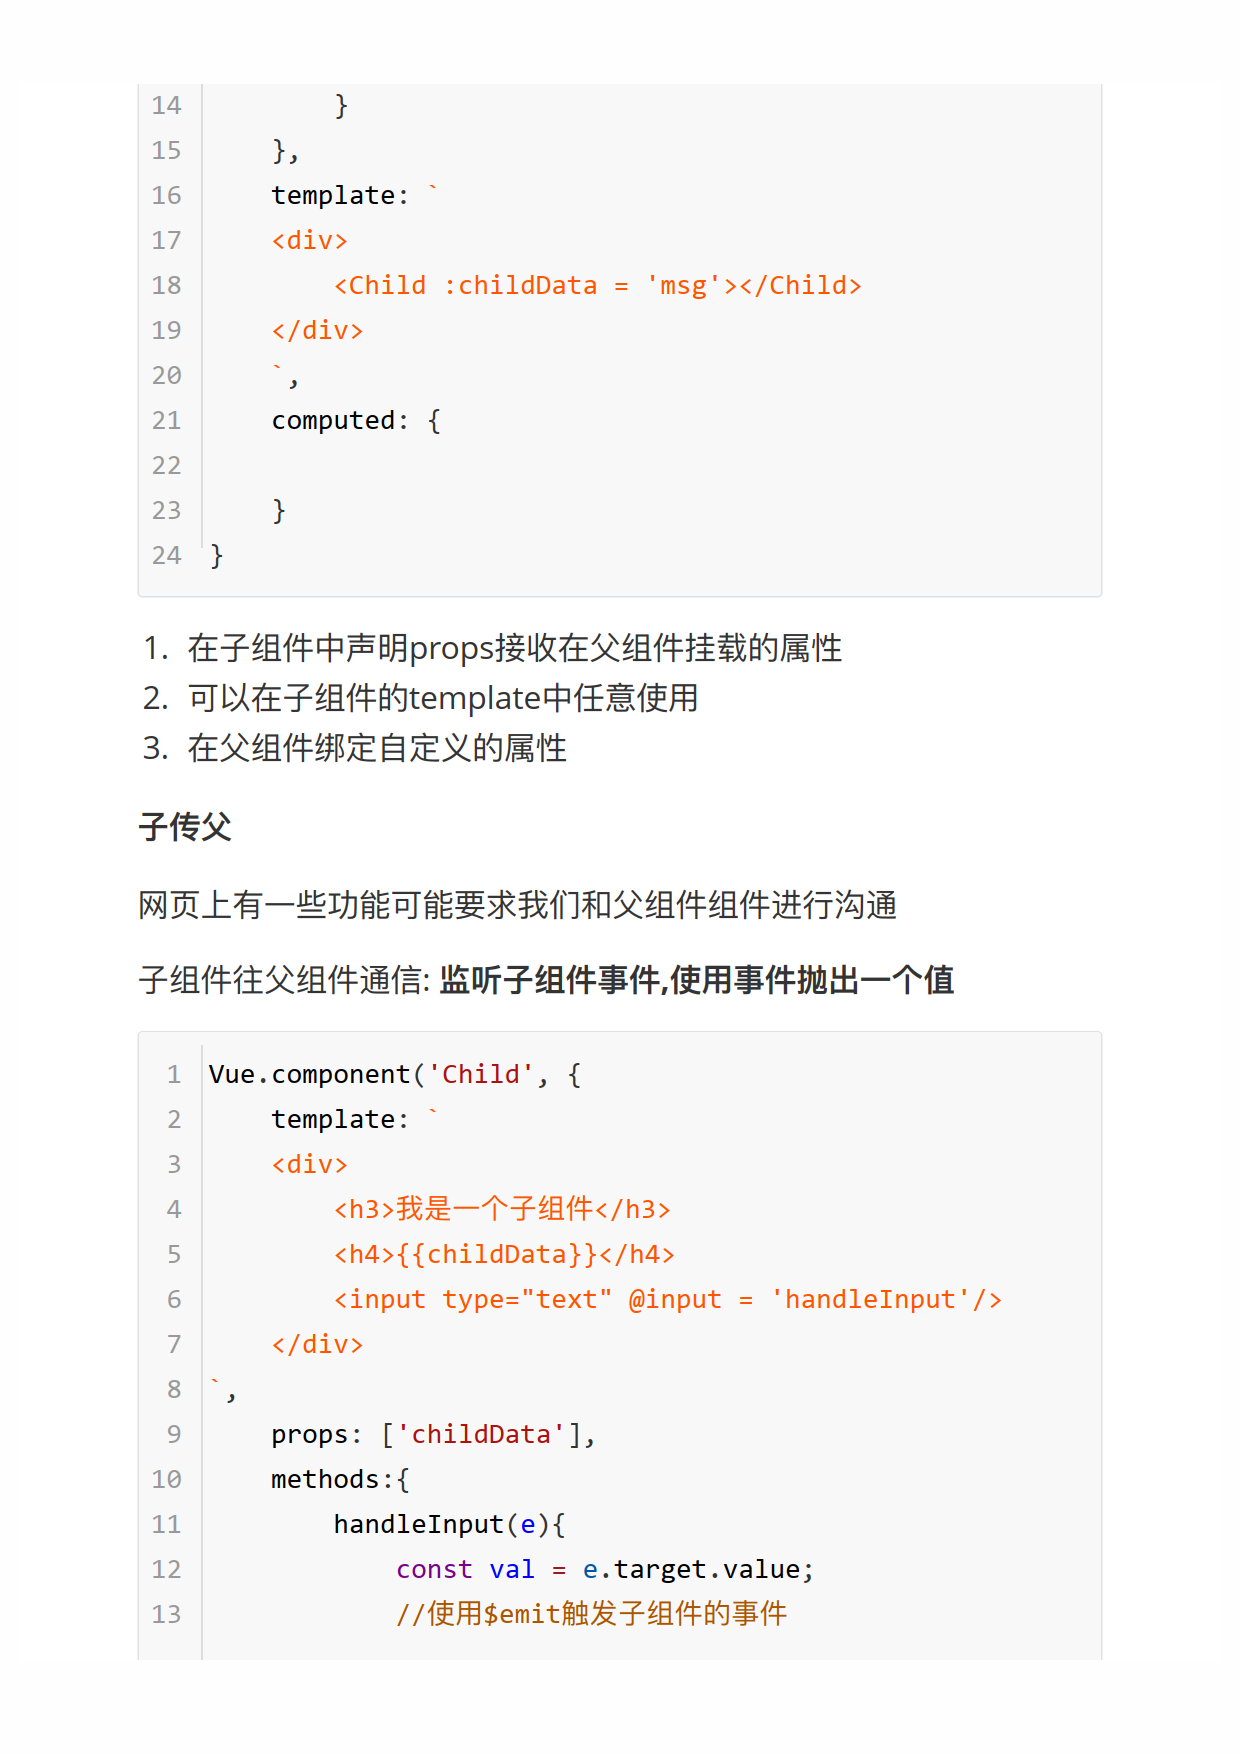 14         }
15     },
16     template: `
17     <div>
18         <Child :childData = 'msg'></Child>
19     </div>
20     `,
21     computed: {
22
23     }
24 }
1. 在子组件中声明props接收在父组件挂载的属性
2. 可以在子组件的template中任意使用
3. 在父组件绑定自定义的属性
子传父
网页上有一些功能可能要求我们和父组件组件进行沟通
子组件往父组件通信: 监听子组件事件,使用事件抛出一个值
1 Vue.component('Child', {
2     template: `
3     <div>
4         <h3>我是一个子组件</h3>
5         <h4>{{childData}}</h4>
6         <input type="text" @input = 'handleInput'/>
7     </div>
8 `,
9     props: ['childData'],
10     methods:{
11         handleInput(e){
12             const val = e.target.value;
13             //使用$emit触发子组件的事件